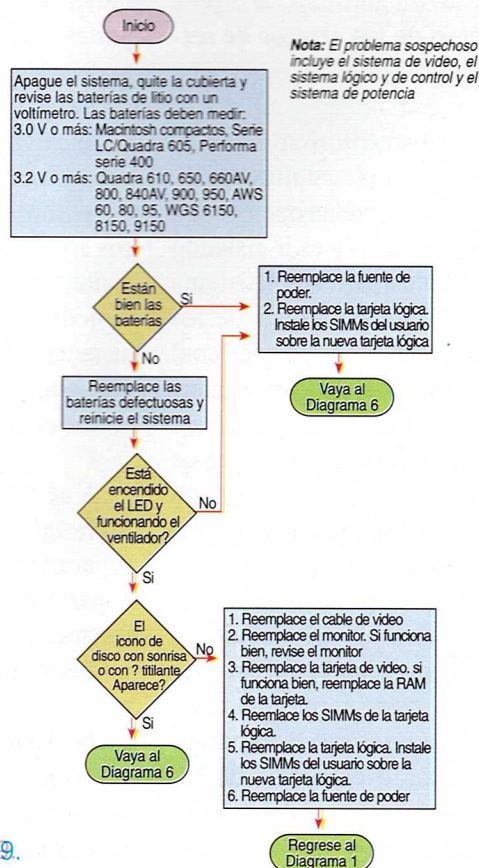 Inicio
Nota: El problema sospechoso
incluye el sistema de video, el
sistema lógico y de control y el
sistema de potencia
Apague el sistema, quite la cubierta y
revise las baterías de litio con un
voltímetro. Las baterías deben medir:
3.0 V o más: Macintosh compactos, Serie
LC/Quadra 605, Performa
serie 400
3.2 V o más: Quadra 610, 650, 660AV,
800, 840AV, 900, 950, AWS
60, 80, 95, WGS 6150,
8150, 9150
Están
bien las
baterías
Si
No
1. Reemplace la fuente de
poder.
2. Reemplace la tarjeta lógica.
Instale los SIMMs del usuario
sobre la nueva tarjeta lógica
Vaya al
Diagrama 6
Reemplace las
baterías defectuosas y
reinicie el sistema
Está
encendido
el LED y
funcionando el
ventilador?
No
Si
El
icono de
disco con sonrisa
o con ? titilante
Aparece?
No
Si
1. Reemplace el cable de video
2. Reemplace el monitor. Si funciona
bien, revise el monitor
3. Reemplace la tarjeta de video. si
funciona bien, reemplace la RAM
de la tarjeta.
4. Reemlace los SIMMs de la tarjeta
lógica.
5. Reemplace la tarjeta lógica. Instale
los SIMMs del usuario sobre la
nueva tarjeta lógica.
6. Reemplace la fuente de poder
Vaya al
Diagrama 6
Regrese al
Diagrama 1
9.